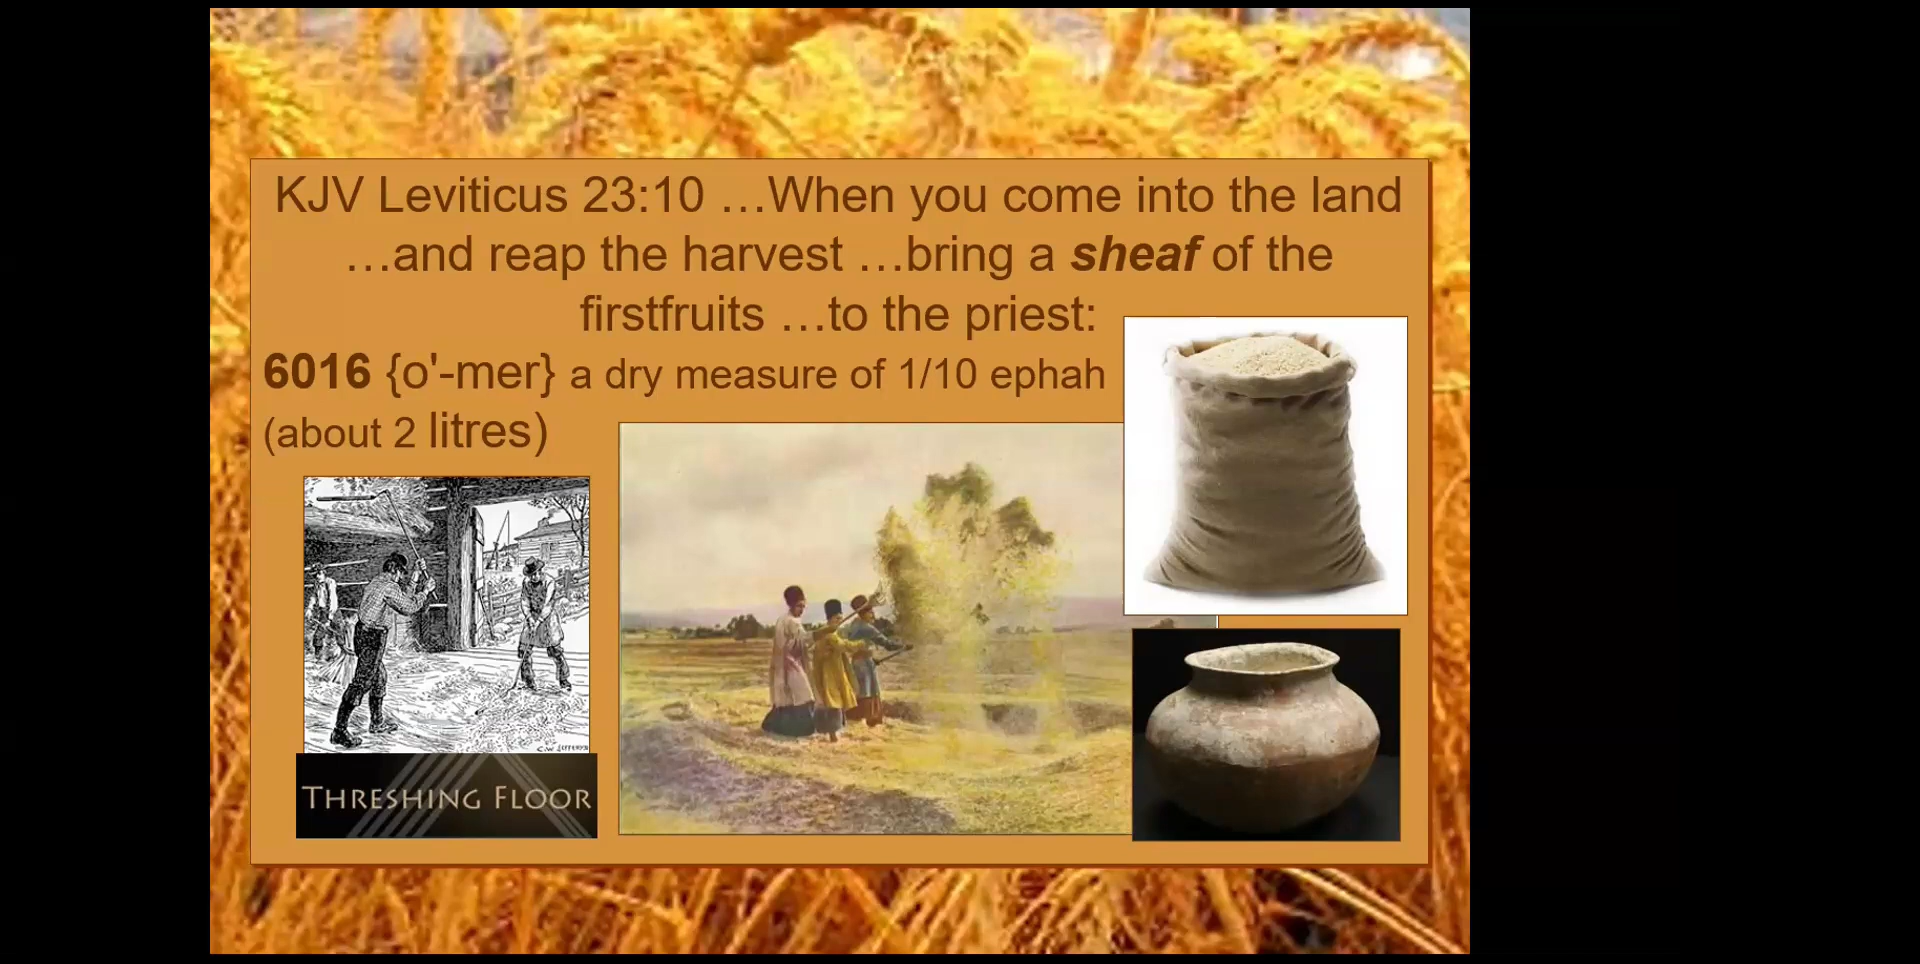 KJV Leviticus 23:10 …When you come into the land
…and reap the harvest …bring a sheaf of the
firstfruits …to the priest:
6016 {o'-mer} a dry measure of 1/10 ephah
(about 2 litres)
C.W. JEFFERYS
THRESHING FLOOR